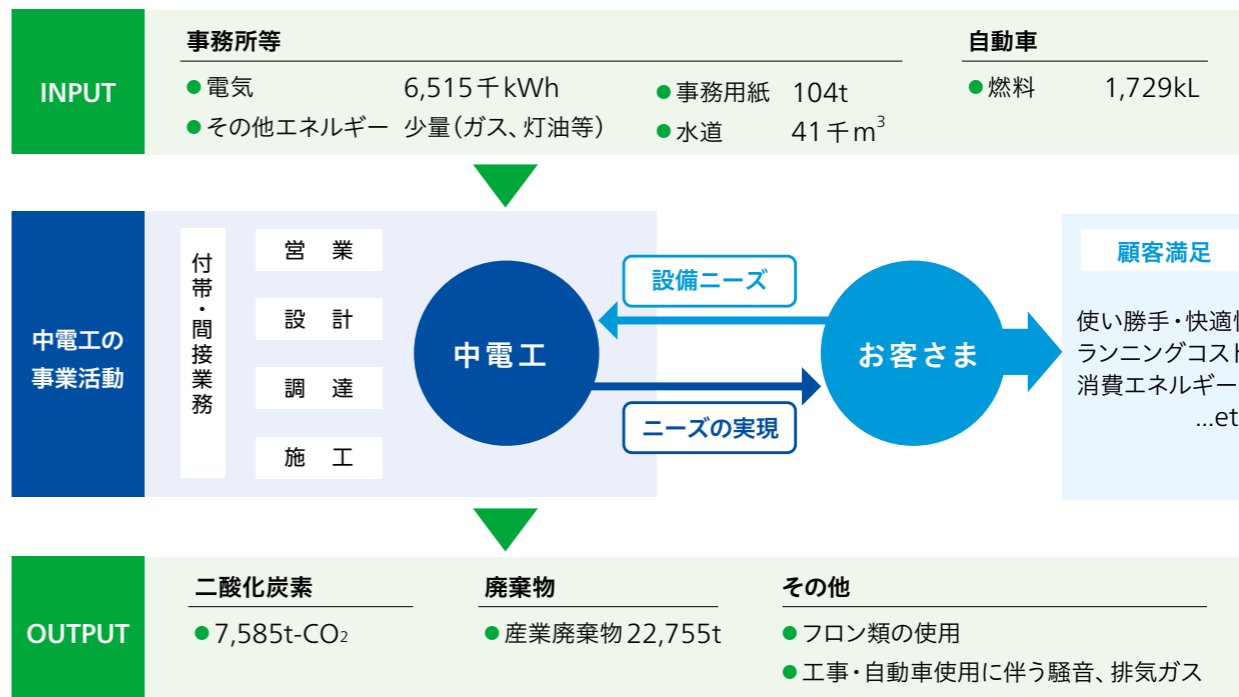 INPUT
事務所等
●電気 6,515千kWh
●その他エネルギー 少量(ガス、灯油等)
●事務用紙 104t
●水道 41千m³
自動車
●燃料 1,729kL
中電工の
事業活動
付帯・間接業務
営 業
設 計
調 達
施 工
中電工
設備ニーズ
ニーズの実現
お客さま
顧客満足
使い勝手・快適
ランニングコスト
消費エネルギー
...et
OUTPUT
二酸化炭素
●7,585t-CO₂
廃棄物
●産業廃棄物22,755t
その他
●フロン類の使用
●工事・自動車使用に伴う騒音、排気ガス